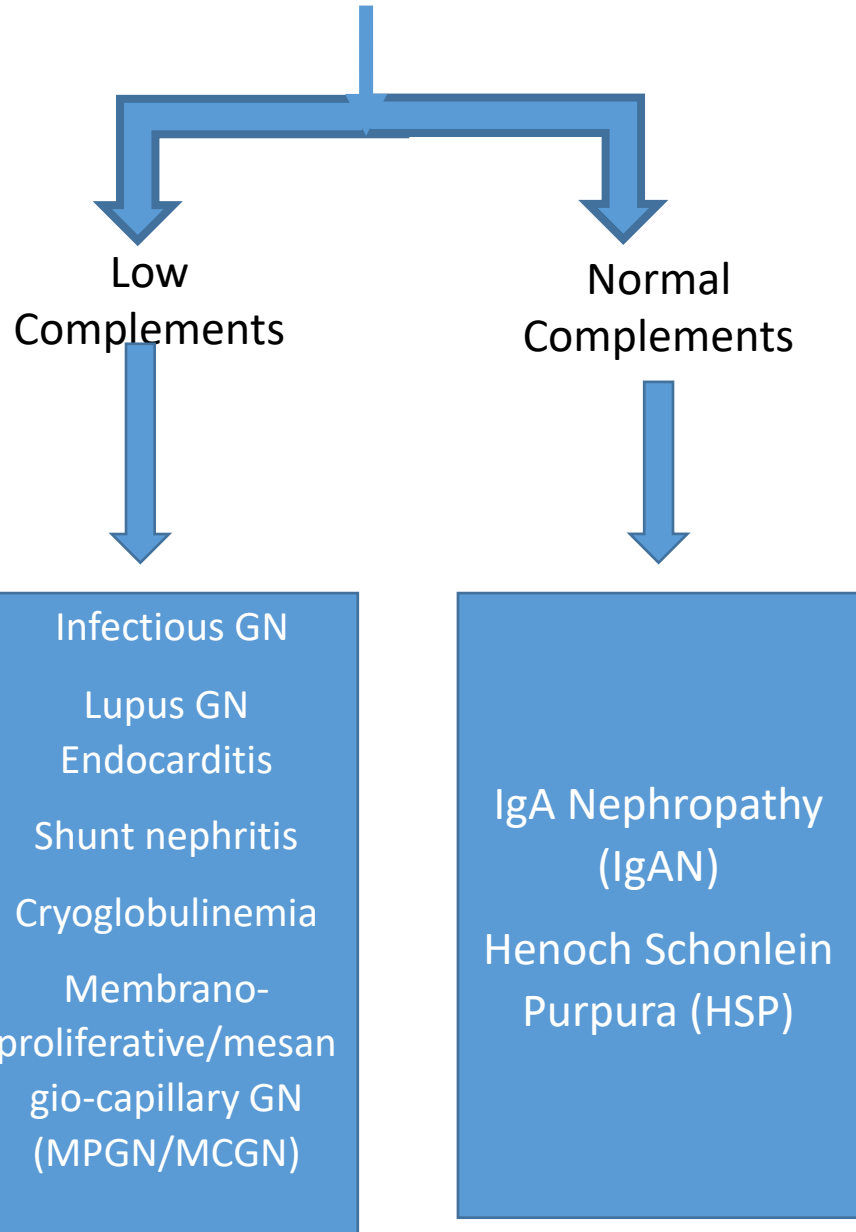 Low
Complements
Normal
Complements
Infectious GN
Lupus GN
Endocarditis
Shunt nephritis
Cryoglobulinemia
Membrano-
proliferative/mesan
gio-capillary GN
(MPGN/MCGN)
IgA Nephropathy
(IgAN)
Henoch Schonlein
Purpura (HSP)